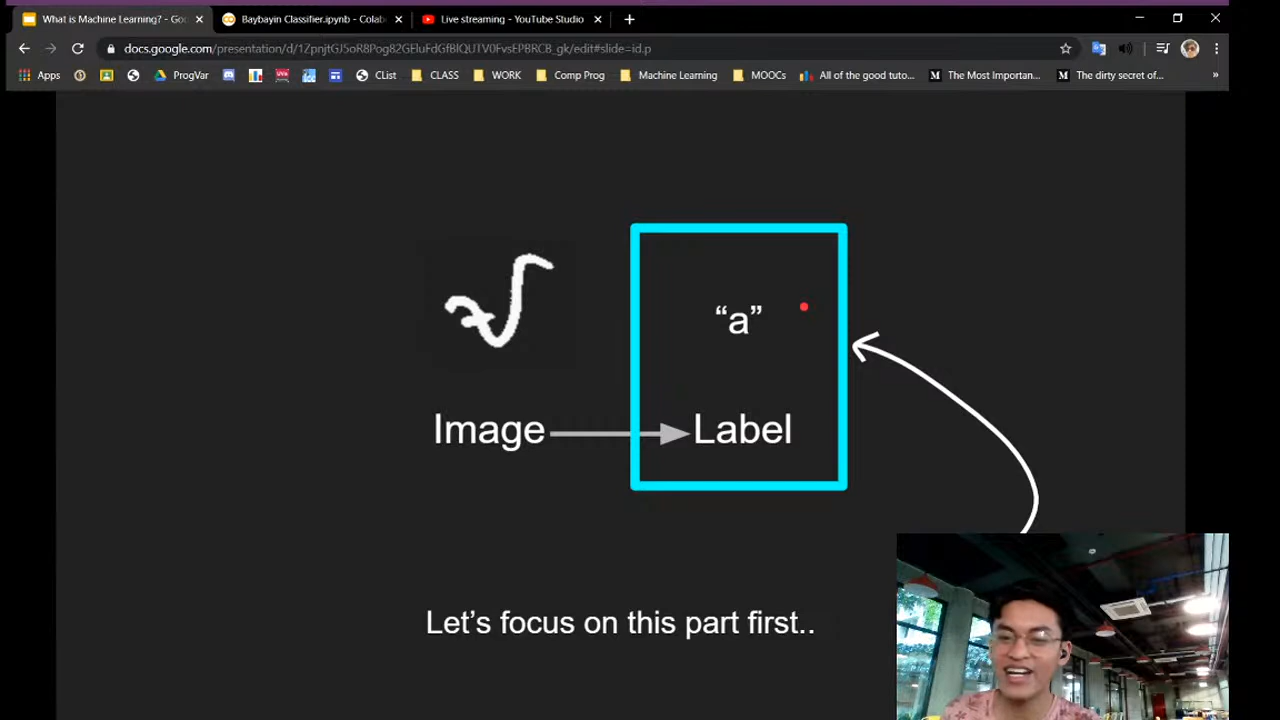 What is Machine Learning? - Goo
Baybayin Classifier.ipynb - Colab
Live streaming - YouTube Studio
Apps
ProgVar
CList
CLASS
WORK
Comp Prog
Machine Learning
MOOCs
All of the good tuto...
The Most Importan...
The dirty secret of...
»
ᜀ
“a”
Image
Label
Let’s focus on this part first..